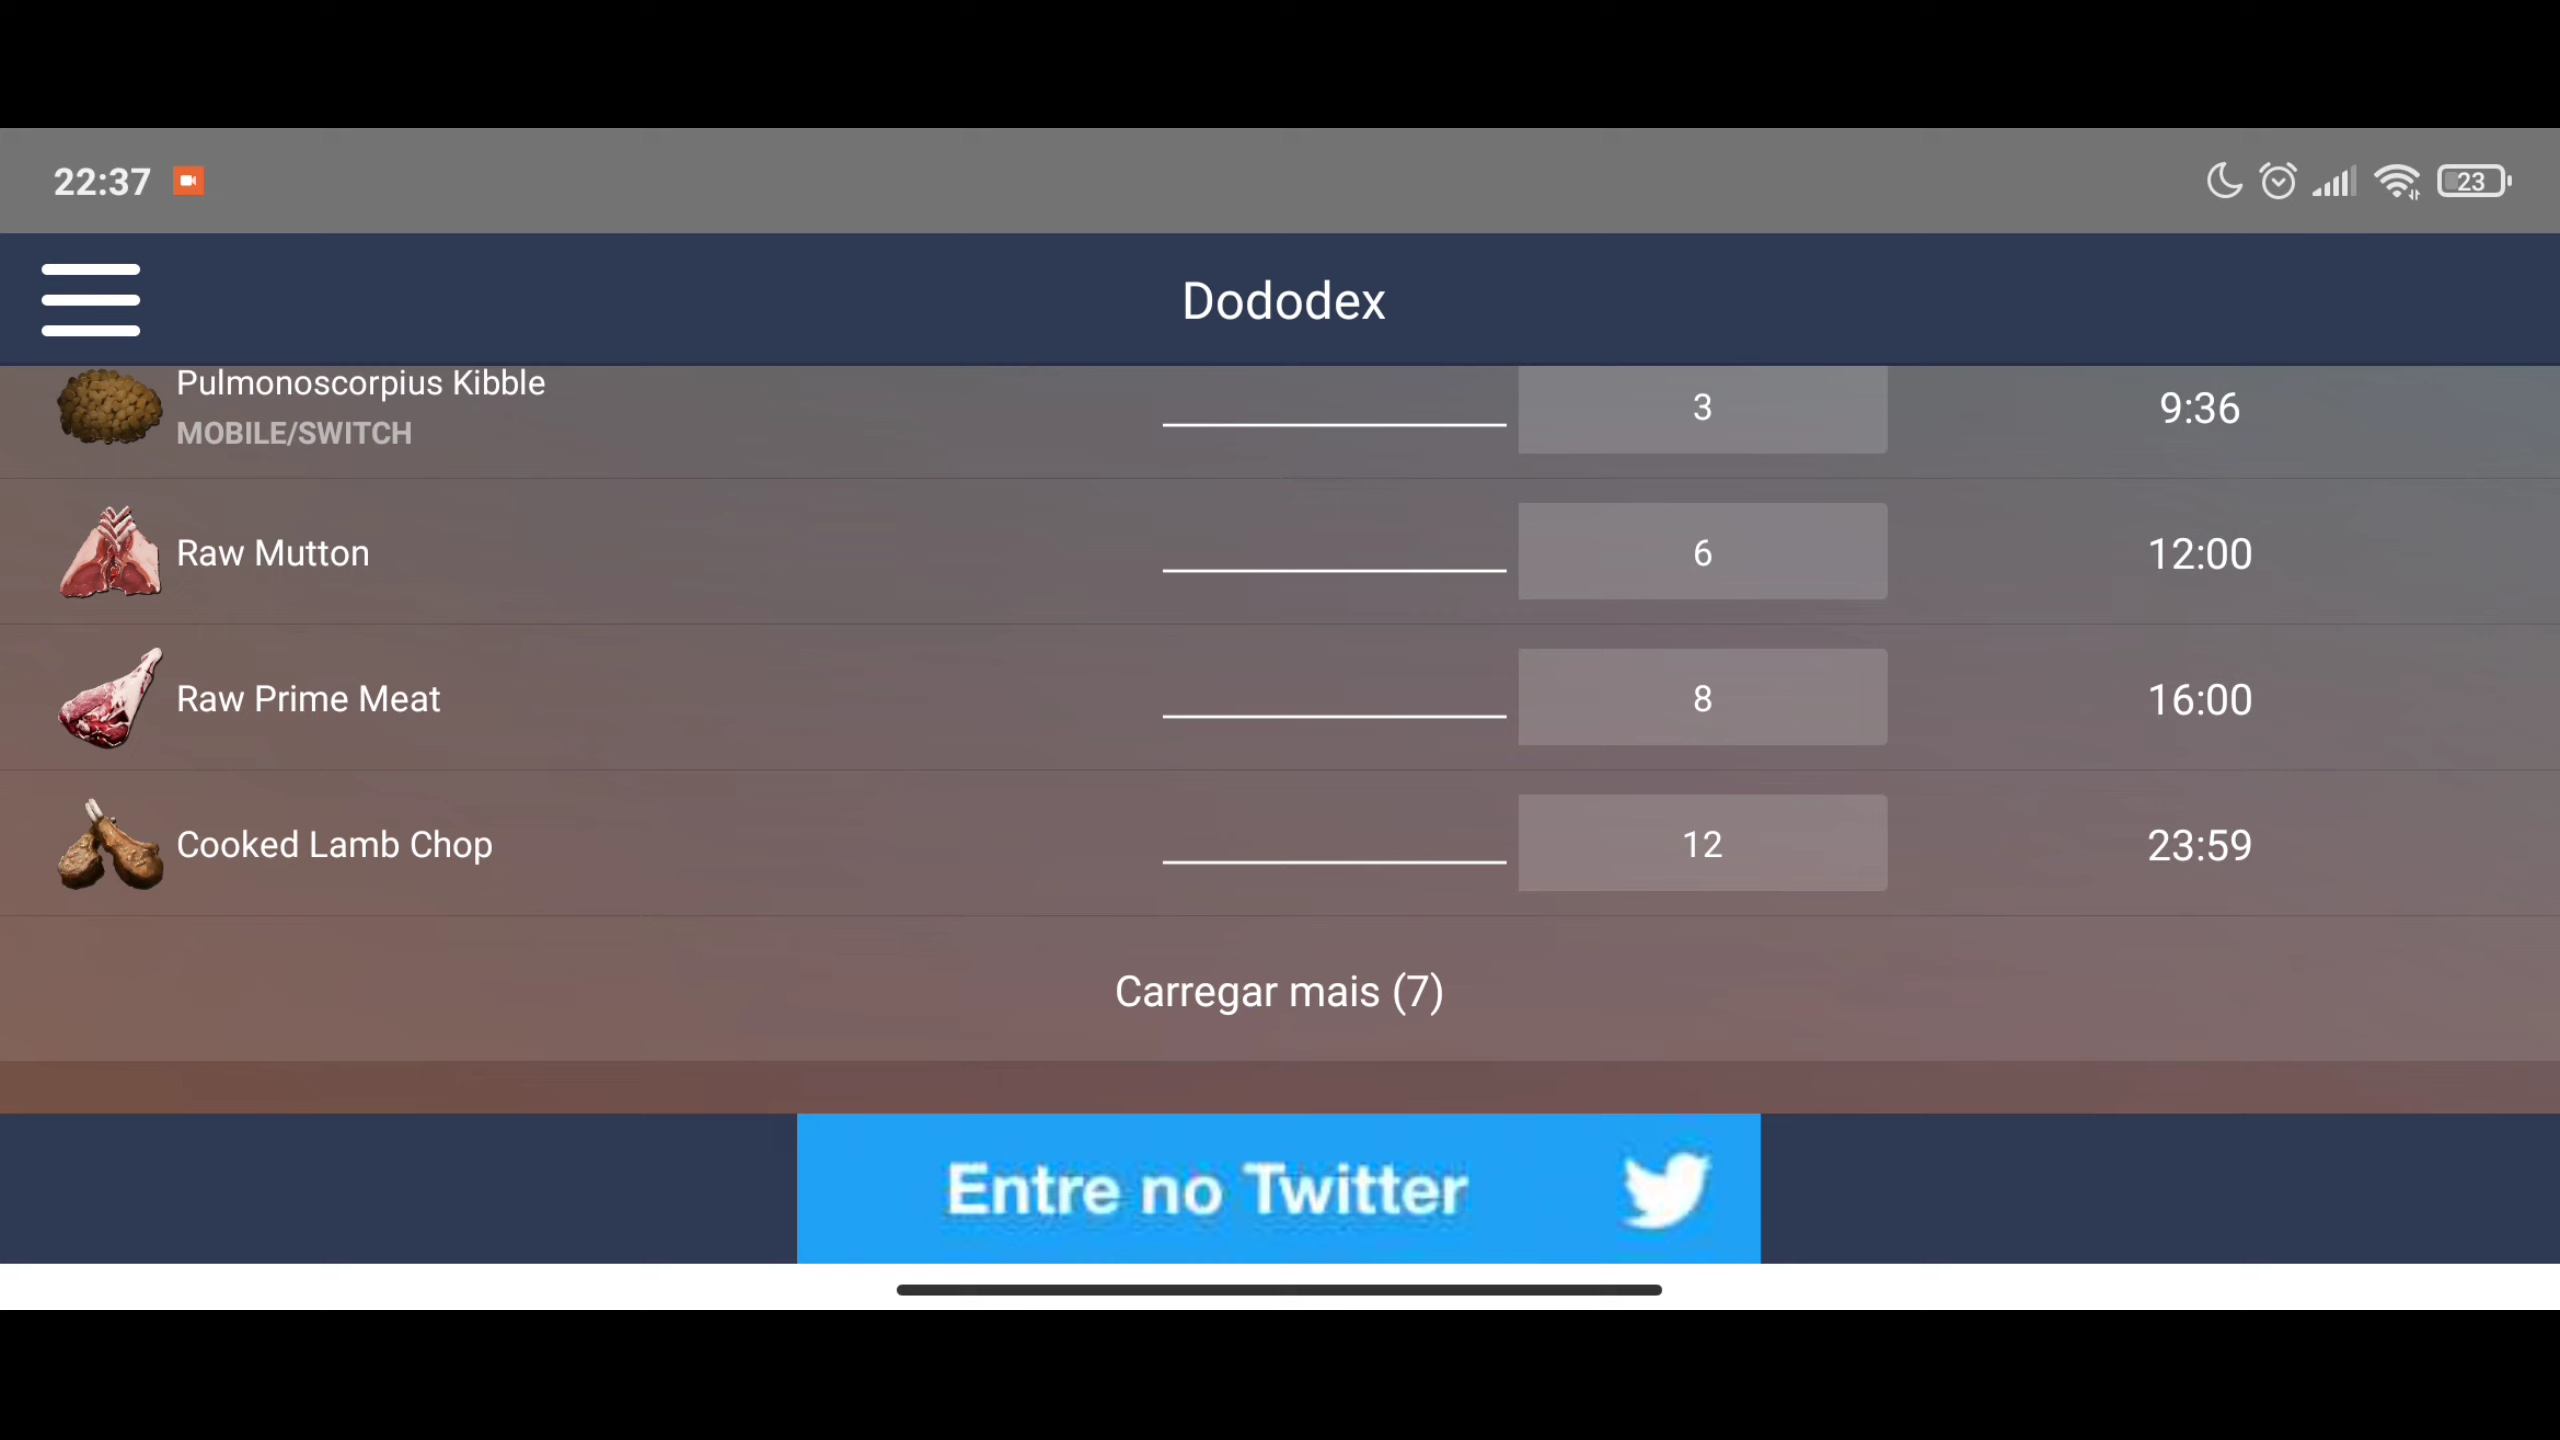 22:37
23
Dododex
Pulmonoscorpius Kibble
MOBILE/SWITCH
3
9:36
Raw Mutton
6
12:00
Raw Prime Meat
8
16:00
Cooked Lamb Chop
12
23:59
Carregar mais (7)
Entre no Twitter